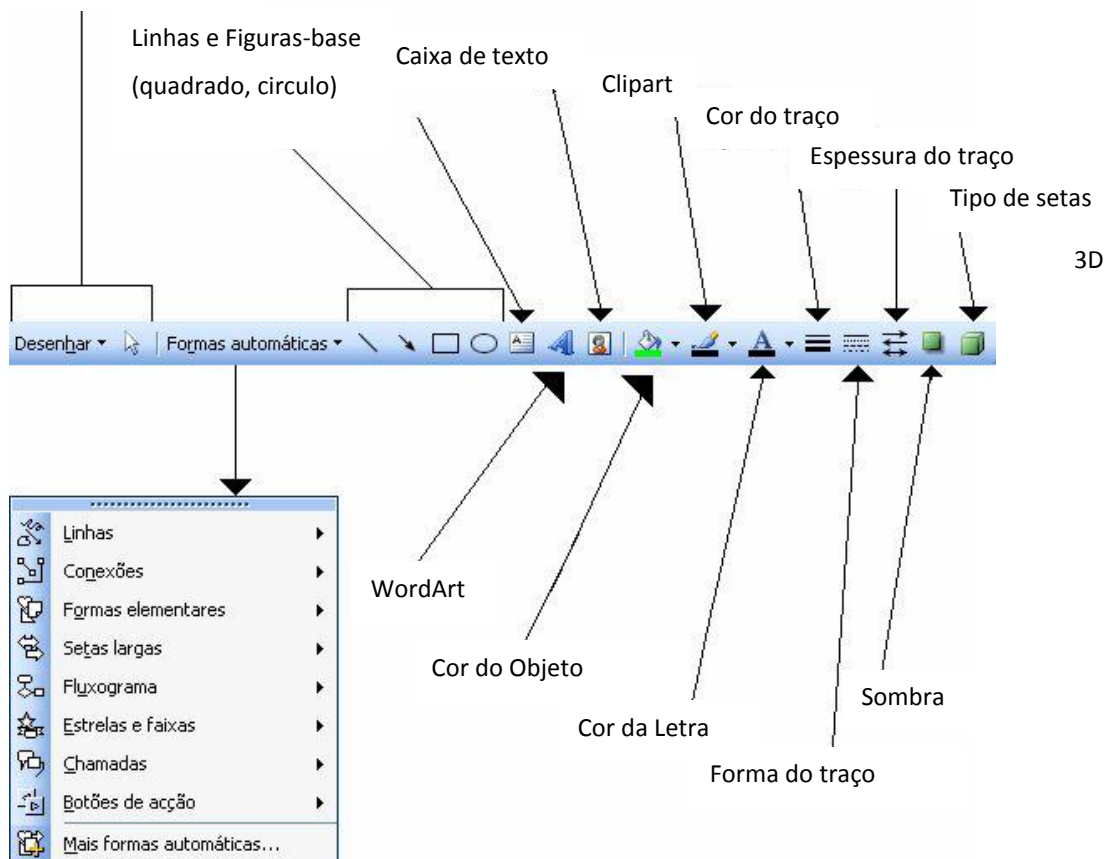 Linhas e Figuras-base
(quadrado, circulo)
Caixa de texto
Clipart
Cor do traço
Espessura do traço
Tipo de setas
3D
Desenhar
Formas automáticas
A
Linhas
Conexões
Formas elementares
Setas largas
Fluxograma
Estrelas e faixas
Chamadas
Botões de acção
Mais formas automáticas...
WordArt
Cor do Objeto
Cor da Letra
Forma do traço
Sombra